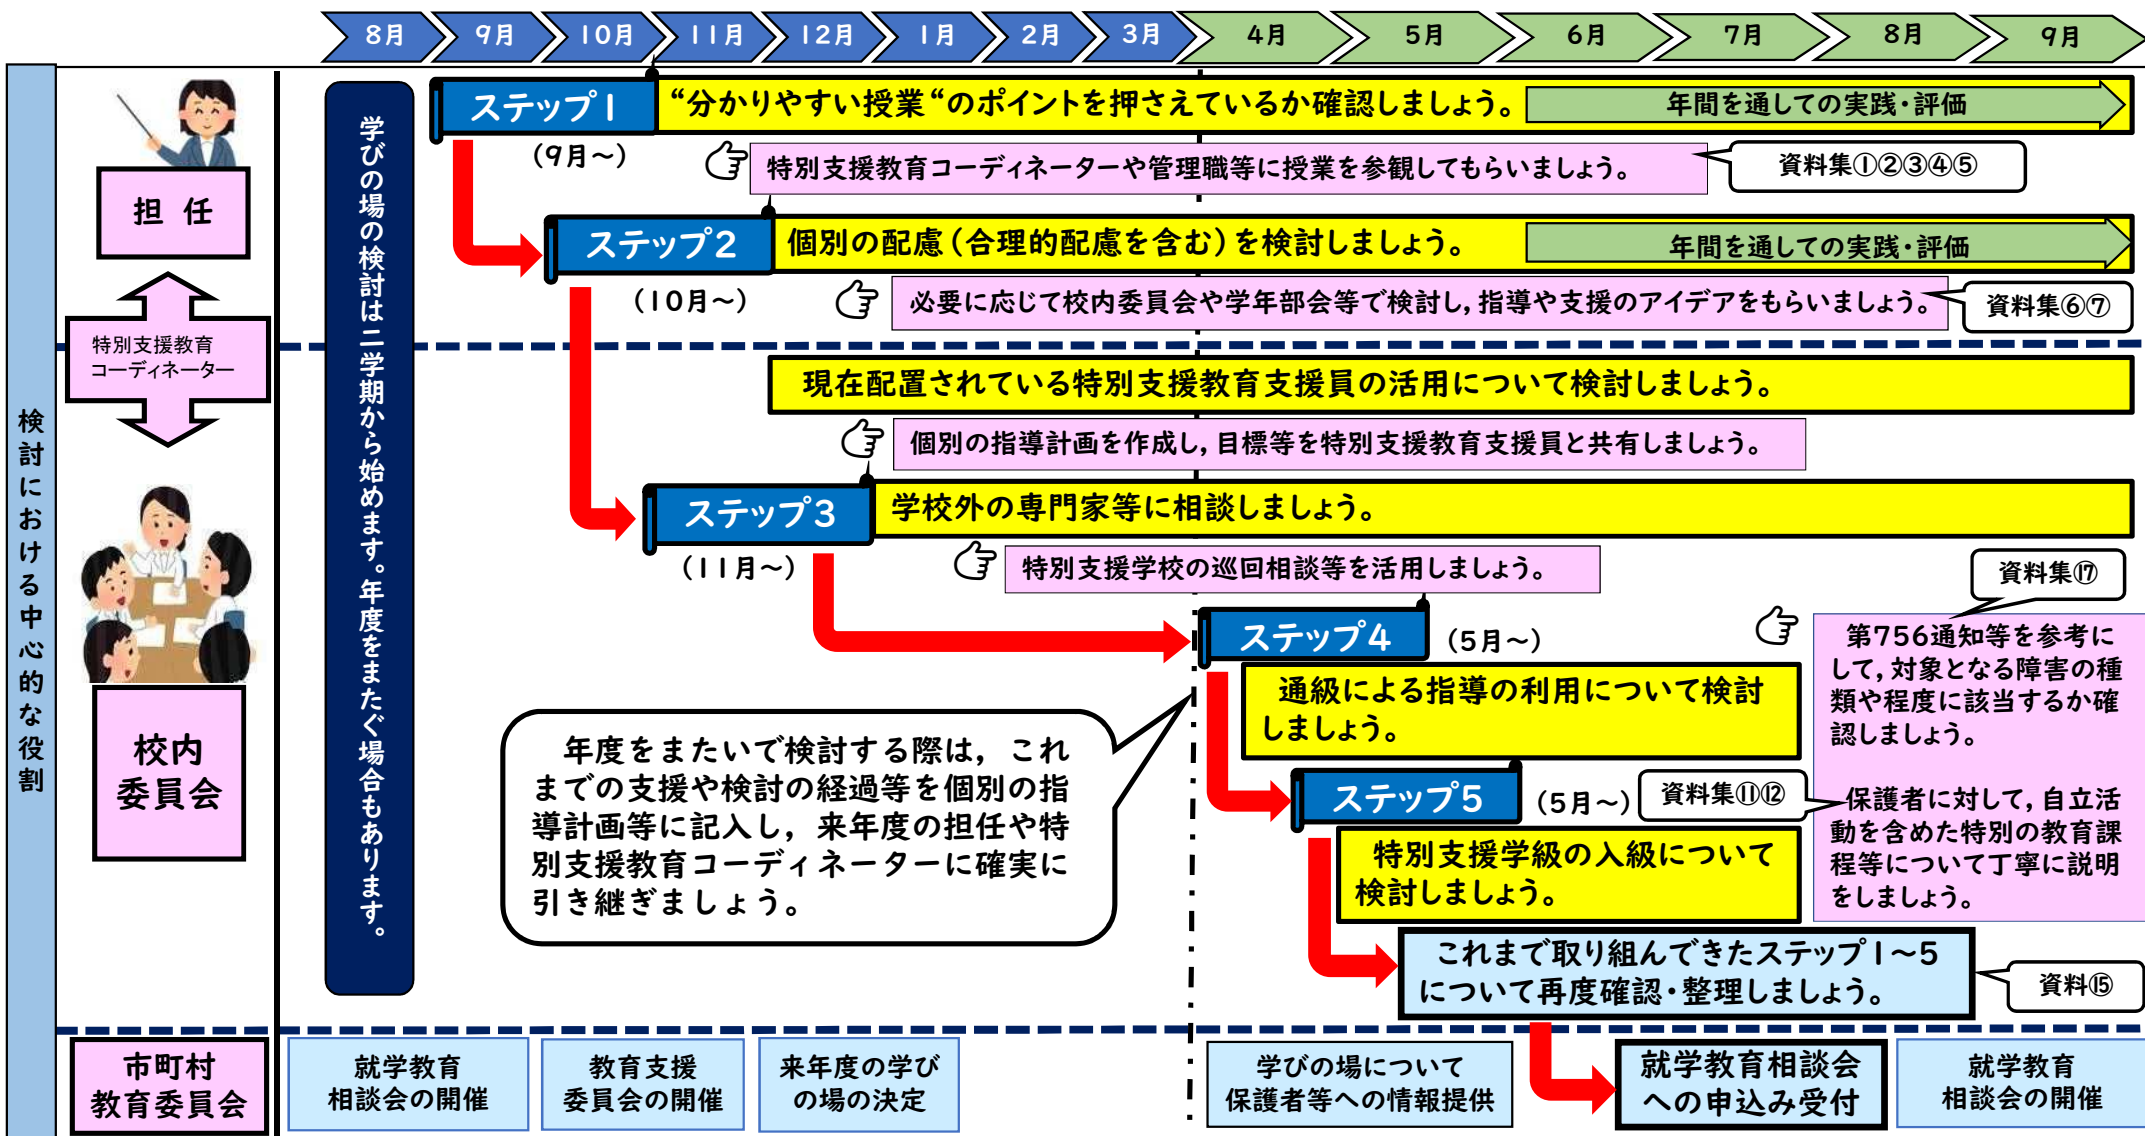 8月 9月 10月 11月 12月 1月 2月 3月 4月 5月 6月 7月 8月 9月
検討における中心的な役割
担 任
特別支援教育
コーディネーター
校内
委員会
市町村
教育委員会
学びの場の検討は二学期から始めます。年度をまたぐ場合もあります。
ステップ1
“分かりやすい授業“のポイントを押さえているか確認しましょう。
年間を通しての実践・評価
(9月~)
特別支援教育コーディネーターや管理職等に授業を参観してもらいましょう。
資料集①②③④⑤
ステップ2
個別の配慮(合理的配慮を含む)を検討しましょう。
年間を通しての実践・評価
(10月~)
必要に応じて校内委員会や学年部会等で検討し,指導や支援のアイデアをもらいましょう。
資料集⑥⑦
現在配置されている特別支援教育支援員の活用について検討しましょう。
個別の指導計画を作成し,目標等を特別支援教育支援員と共有しましょう。
ステップ3
学校外の専門家等に相談しましょう。
(11月~)
特別支援学校の巡回相談等を活用しましょう。
資料集⑰
ステップ4
(5月~)
通級による指導の利用について検討
しましょう。
第756通知等を参考に
して,対象となる障害の種
類や程度に該当するか確
認しましょう。
年度をまたいで検討する際は,これ
までの支援や検討の経過等を個別の指
導計画等に記入し,来年度の担任や特
別支援教育コーディネーターに確実に
引き継ぎましょう。
ステップ5
(5月~)
資料集⑪⑫
特別支援学級の入級について
検討しましょう。
保護者に対して,自立活
動を含めた特別の教育課
程等について丁寧に説明
をしましょう。
これまで取り組んできたステップ1~5
について再度確認・整理しましょう。
資料⑮
就学教育
相談会の開催
教育支援
委員会の開催
来年度の学び
の場の決定
学びの場について
保護者等への情報提供
就学教育相談会
への申込み受付
就学教育
相談会の開催